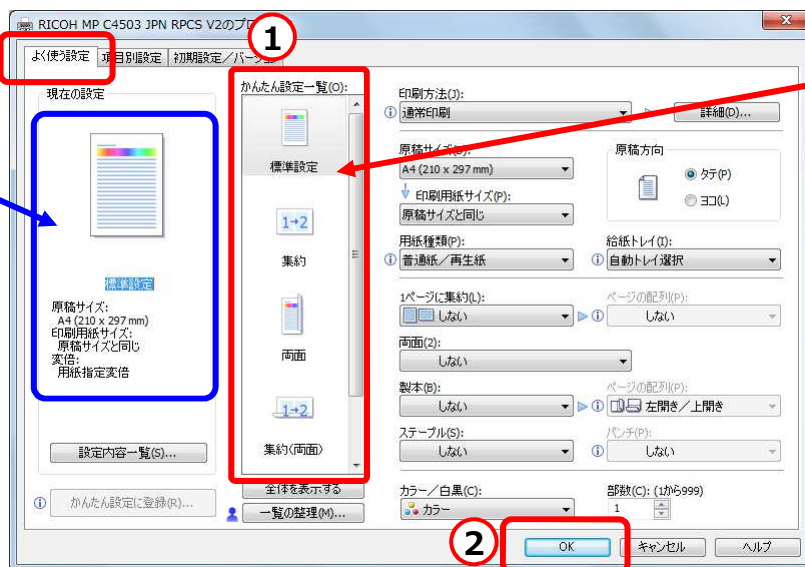 RICOH MP C4503 JPN RPCS V2のプロ
1
よく使う設定 項目別設定 初期設定／バージョン
現在の設定
かんたん設定一覧(O):
印刷方法(J):
通常印刷
詳細(D)...
標準設定
原稿サイズ(D):
A4 (210 x 297 mm)
原稿方向
タテ(P)
ヨコ(L)
印刷用紙サイズ(P):
原稿サイズと同じ
1→2
集約
用紙種類(P):
普通紙／再生紙
給紙トレイ(I):
自動トレイ選択
標準設定
原稿サイズ:
A4 (210 x 297 mm)
印刷用紙サイズ:
原稿サイズと同じ
変倍:
用紙指定変倍
1ページに集約(L):
しない
ページの配列(P):
しない
両面
両面(2):
しない
製本(B):
しない
ページの配列(P):
左開き／上開き
1→2
集約(両面)
ステープル(S):
しない
パンチ(P):
しない
設定内容一覧(S)...
かんたん設定に登録(R)...
全体を表示する
一覧の整理(M)...
カラー／白黒(C):
カラー
部数(C): (1から999)
1
2
OK キャンセル ヘルプ